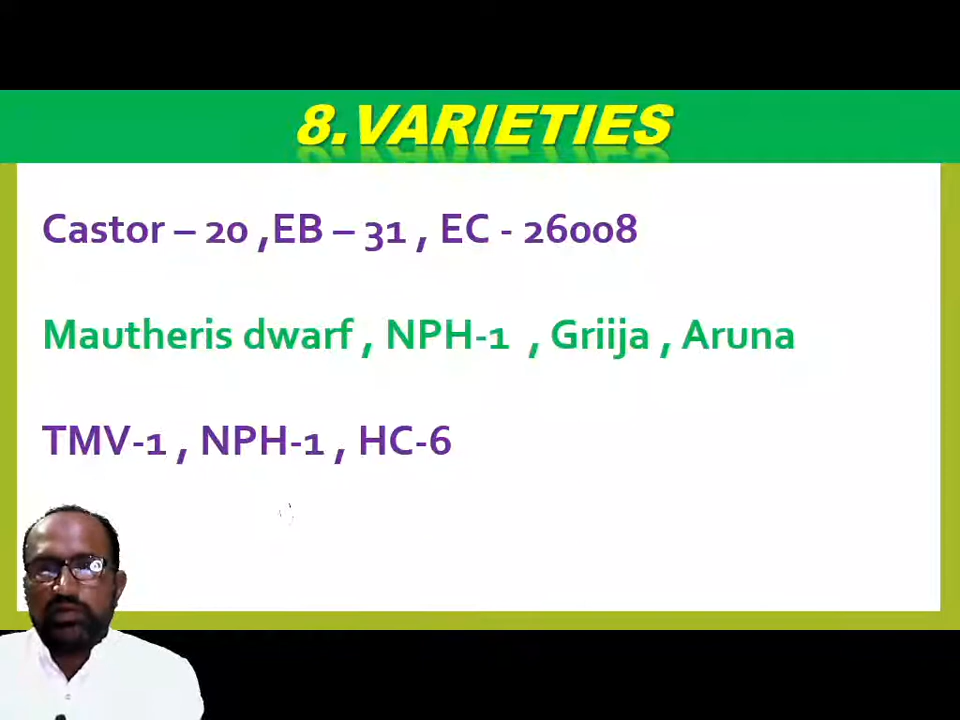 8.VARIETIES
Castor – 20 ,EB – 31 , EC - 26008
Mautheris dwarf , NPH-1 , Griija , Aruna
TMV-1 , NPH-1 , HC-6